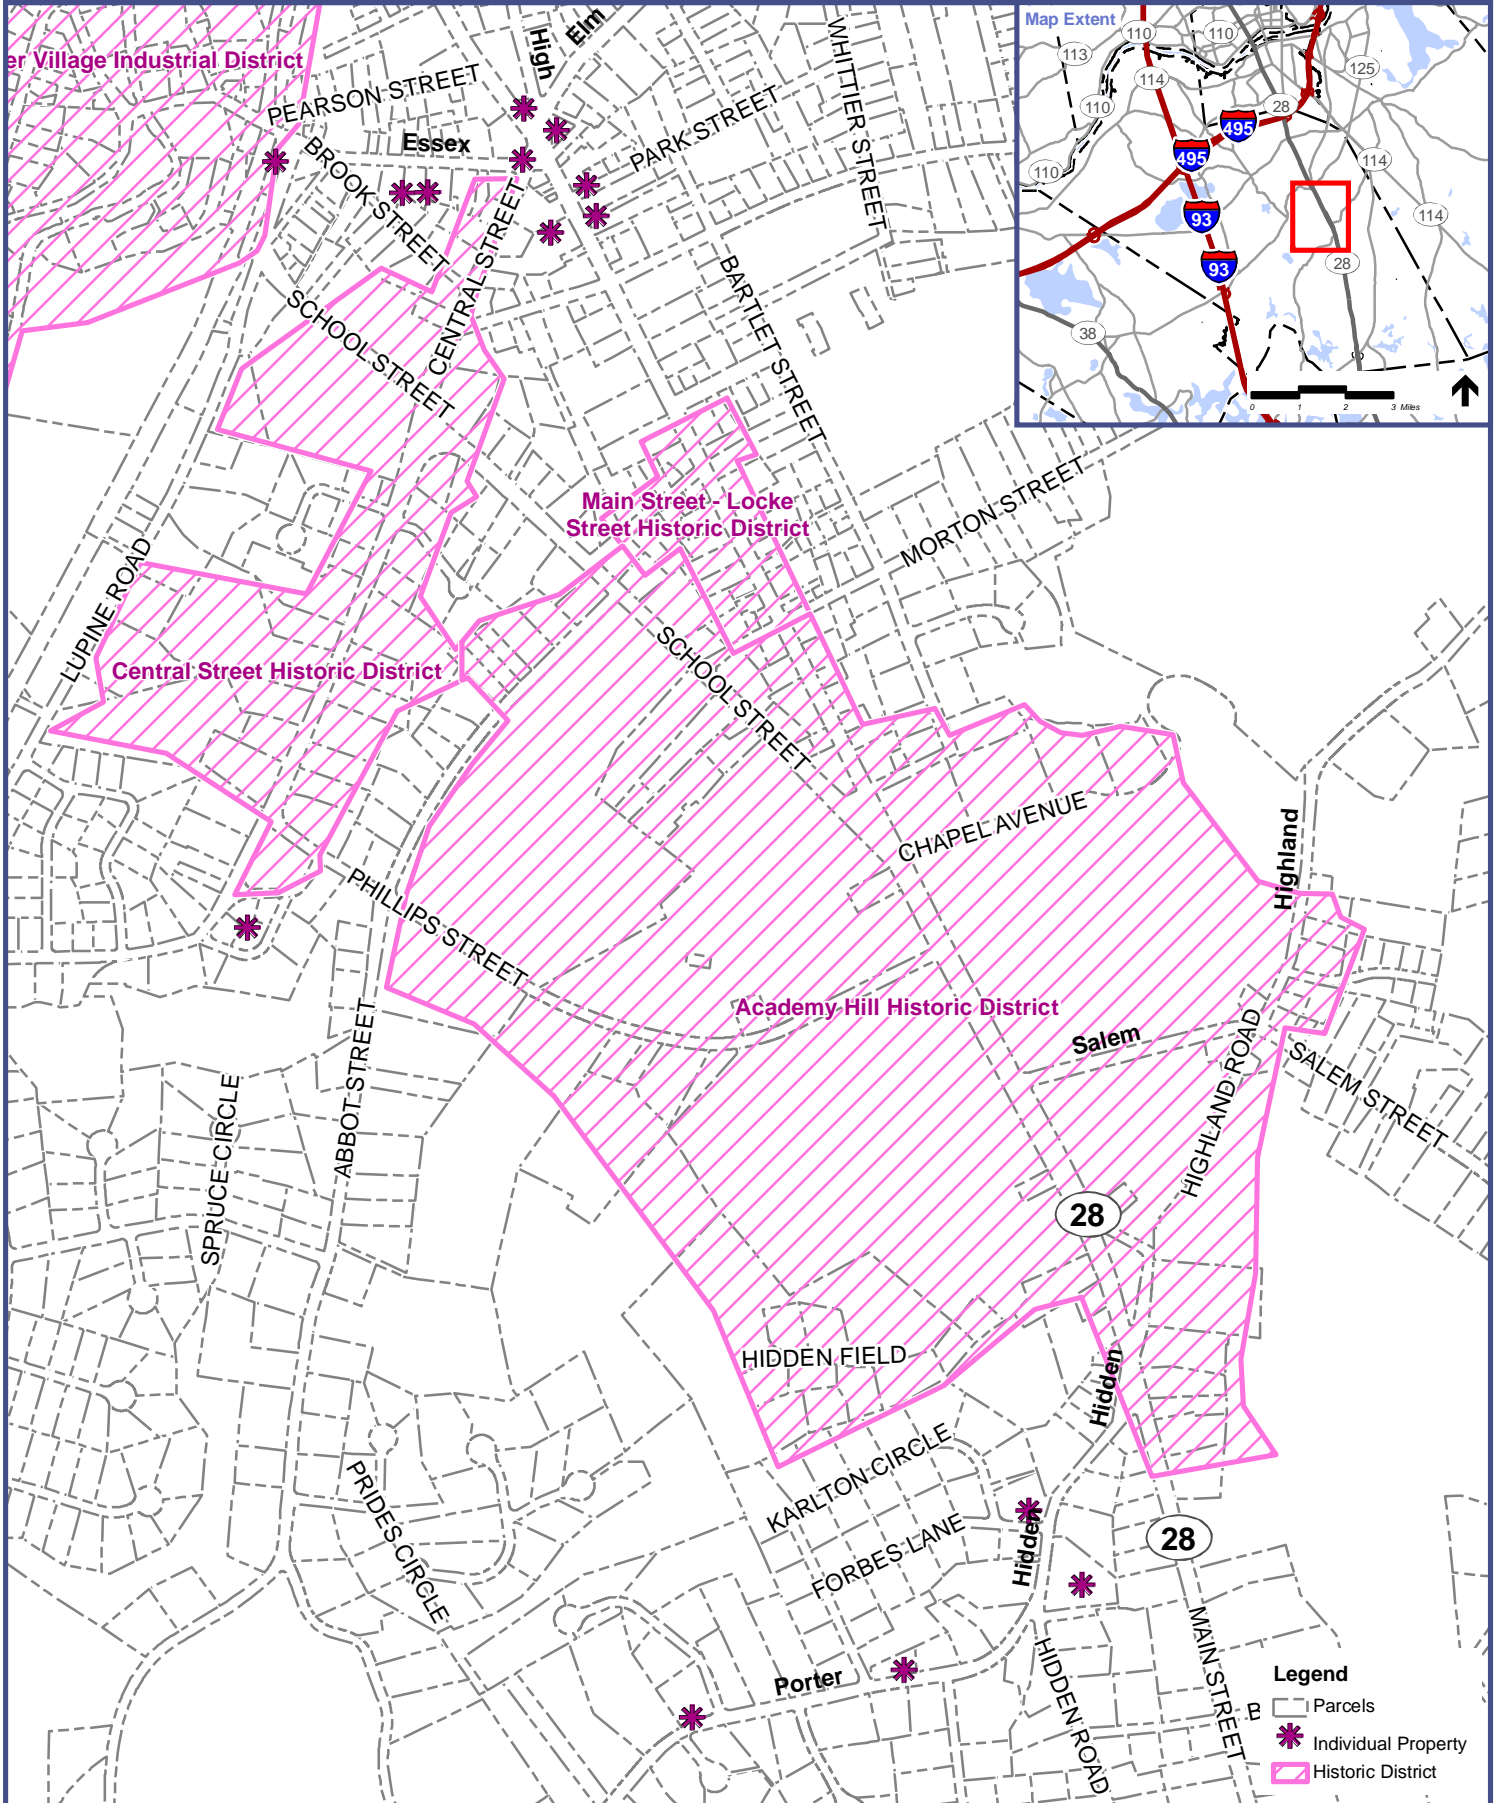 er Village Industrial District
PEARSON STREET
High
Elm
WHITTIER STREET
Essex
PARK STREET
BROOK STREET
CENTRAL STREET
SCHOOL STREET
BARTLET STREET
Main Street - Locke
Street Historic District
MORTON STREET
LUPINE ROAD
Central Street Historic District
SCHOOL STREET
CHAPEL AVENUE
Highland
PHILLIPS STREET
Academy Hill Historic District
Salem
HIGHLAND ROAD
SALEM STREET
ABBOT STREET
SPRUCE CIRCLE
28
HIDDEN FIELD
Hidden
KARLTON CIRCLE
PRIDES CIRCLE
FORBES LANE
Hidden
28
MAIN STREET
HIDDEN ROAD
Porter
B
Map Extent
110
110
113
114
125
110
28
495
495
114
110
93
114
93
28
38
0 1 2 3 Miles
Legend
Parcels
Individual Property
Historic District